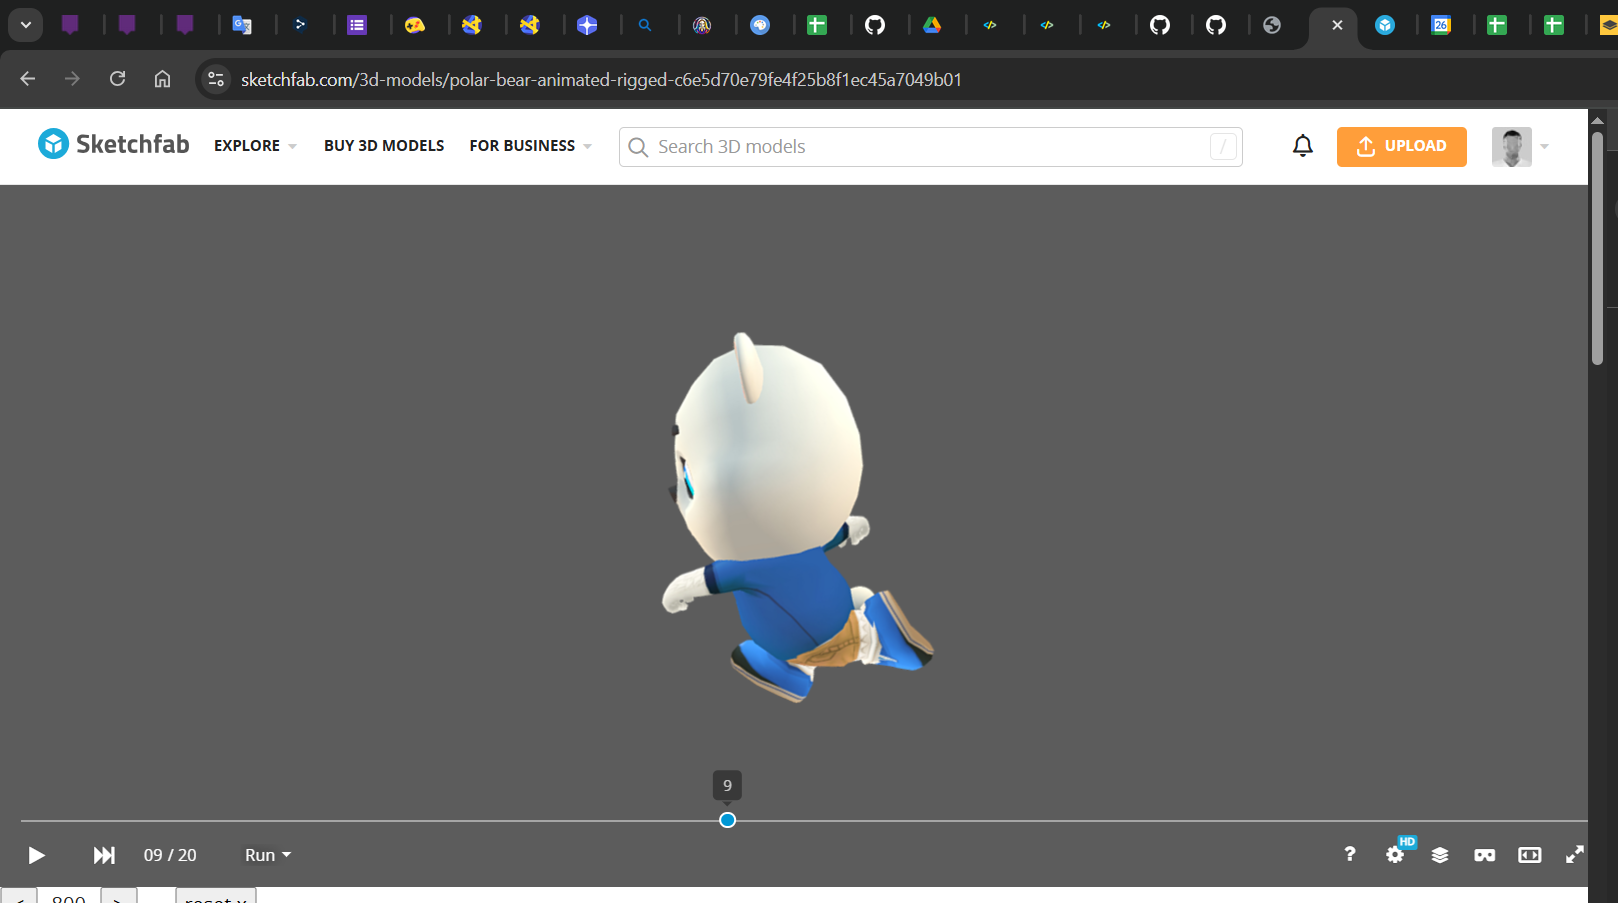 sketchfab.com/3d-models/polar-bear-animated-rigged-c6e5d70e79fe4f25b8f1ec45a7049b01
Sketchfab EXPLORE BUY 3D MODELS FOR BUSINESS Search 3D models / UPLOAD
9
09 / 20 Run ? HD
< 800 > reset x
26